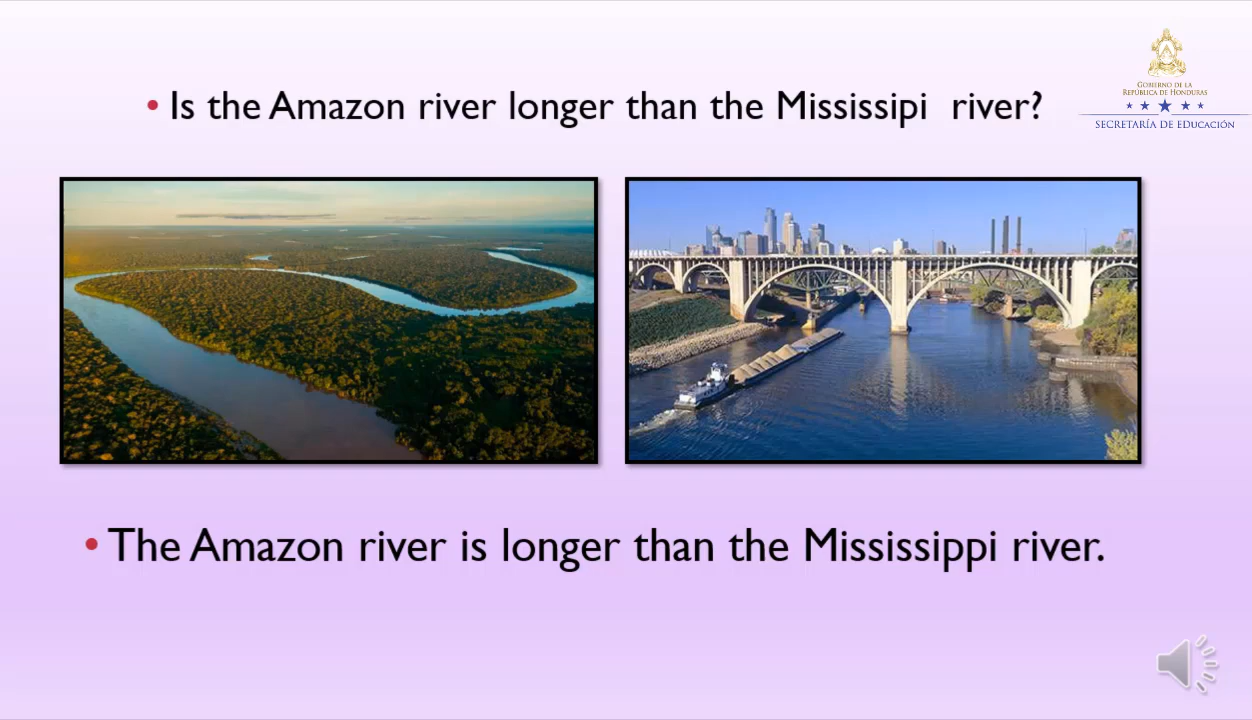 • Is the Amazon river longer than the Mississipi river?
GOBIERNO DE LA
REPÚBLICA DE HONDURAS
SECRETARÍA DE EDUCACIÓN
• The Amazon river is longer than the Mississippi river.